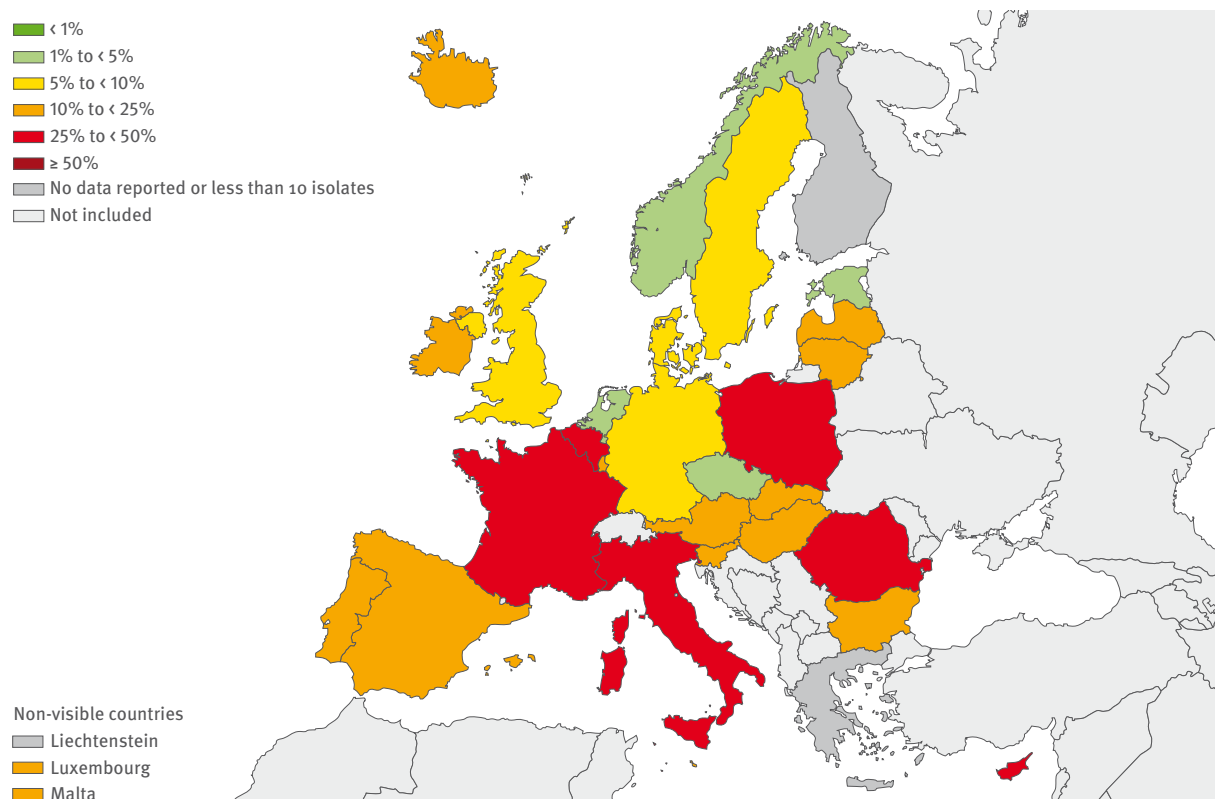 < 1%
1% to < 5%
5% to < 10%
10% to < 25%
25% to < 50%
≥ 50%
No data reported or less than 10 isolates
Not included
Non-visible countries
Liechtenstein
Luxembourg
Malta